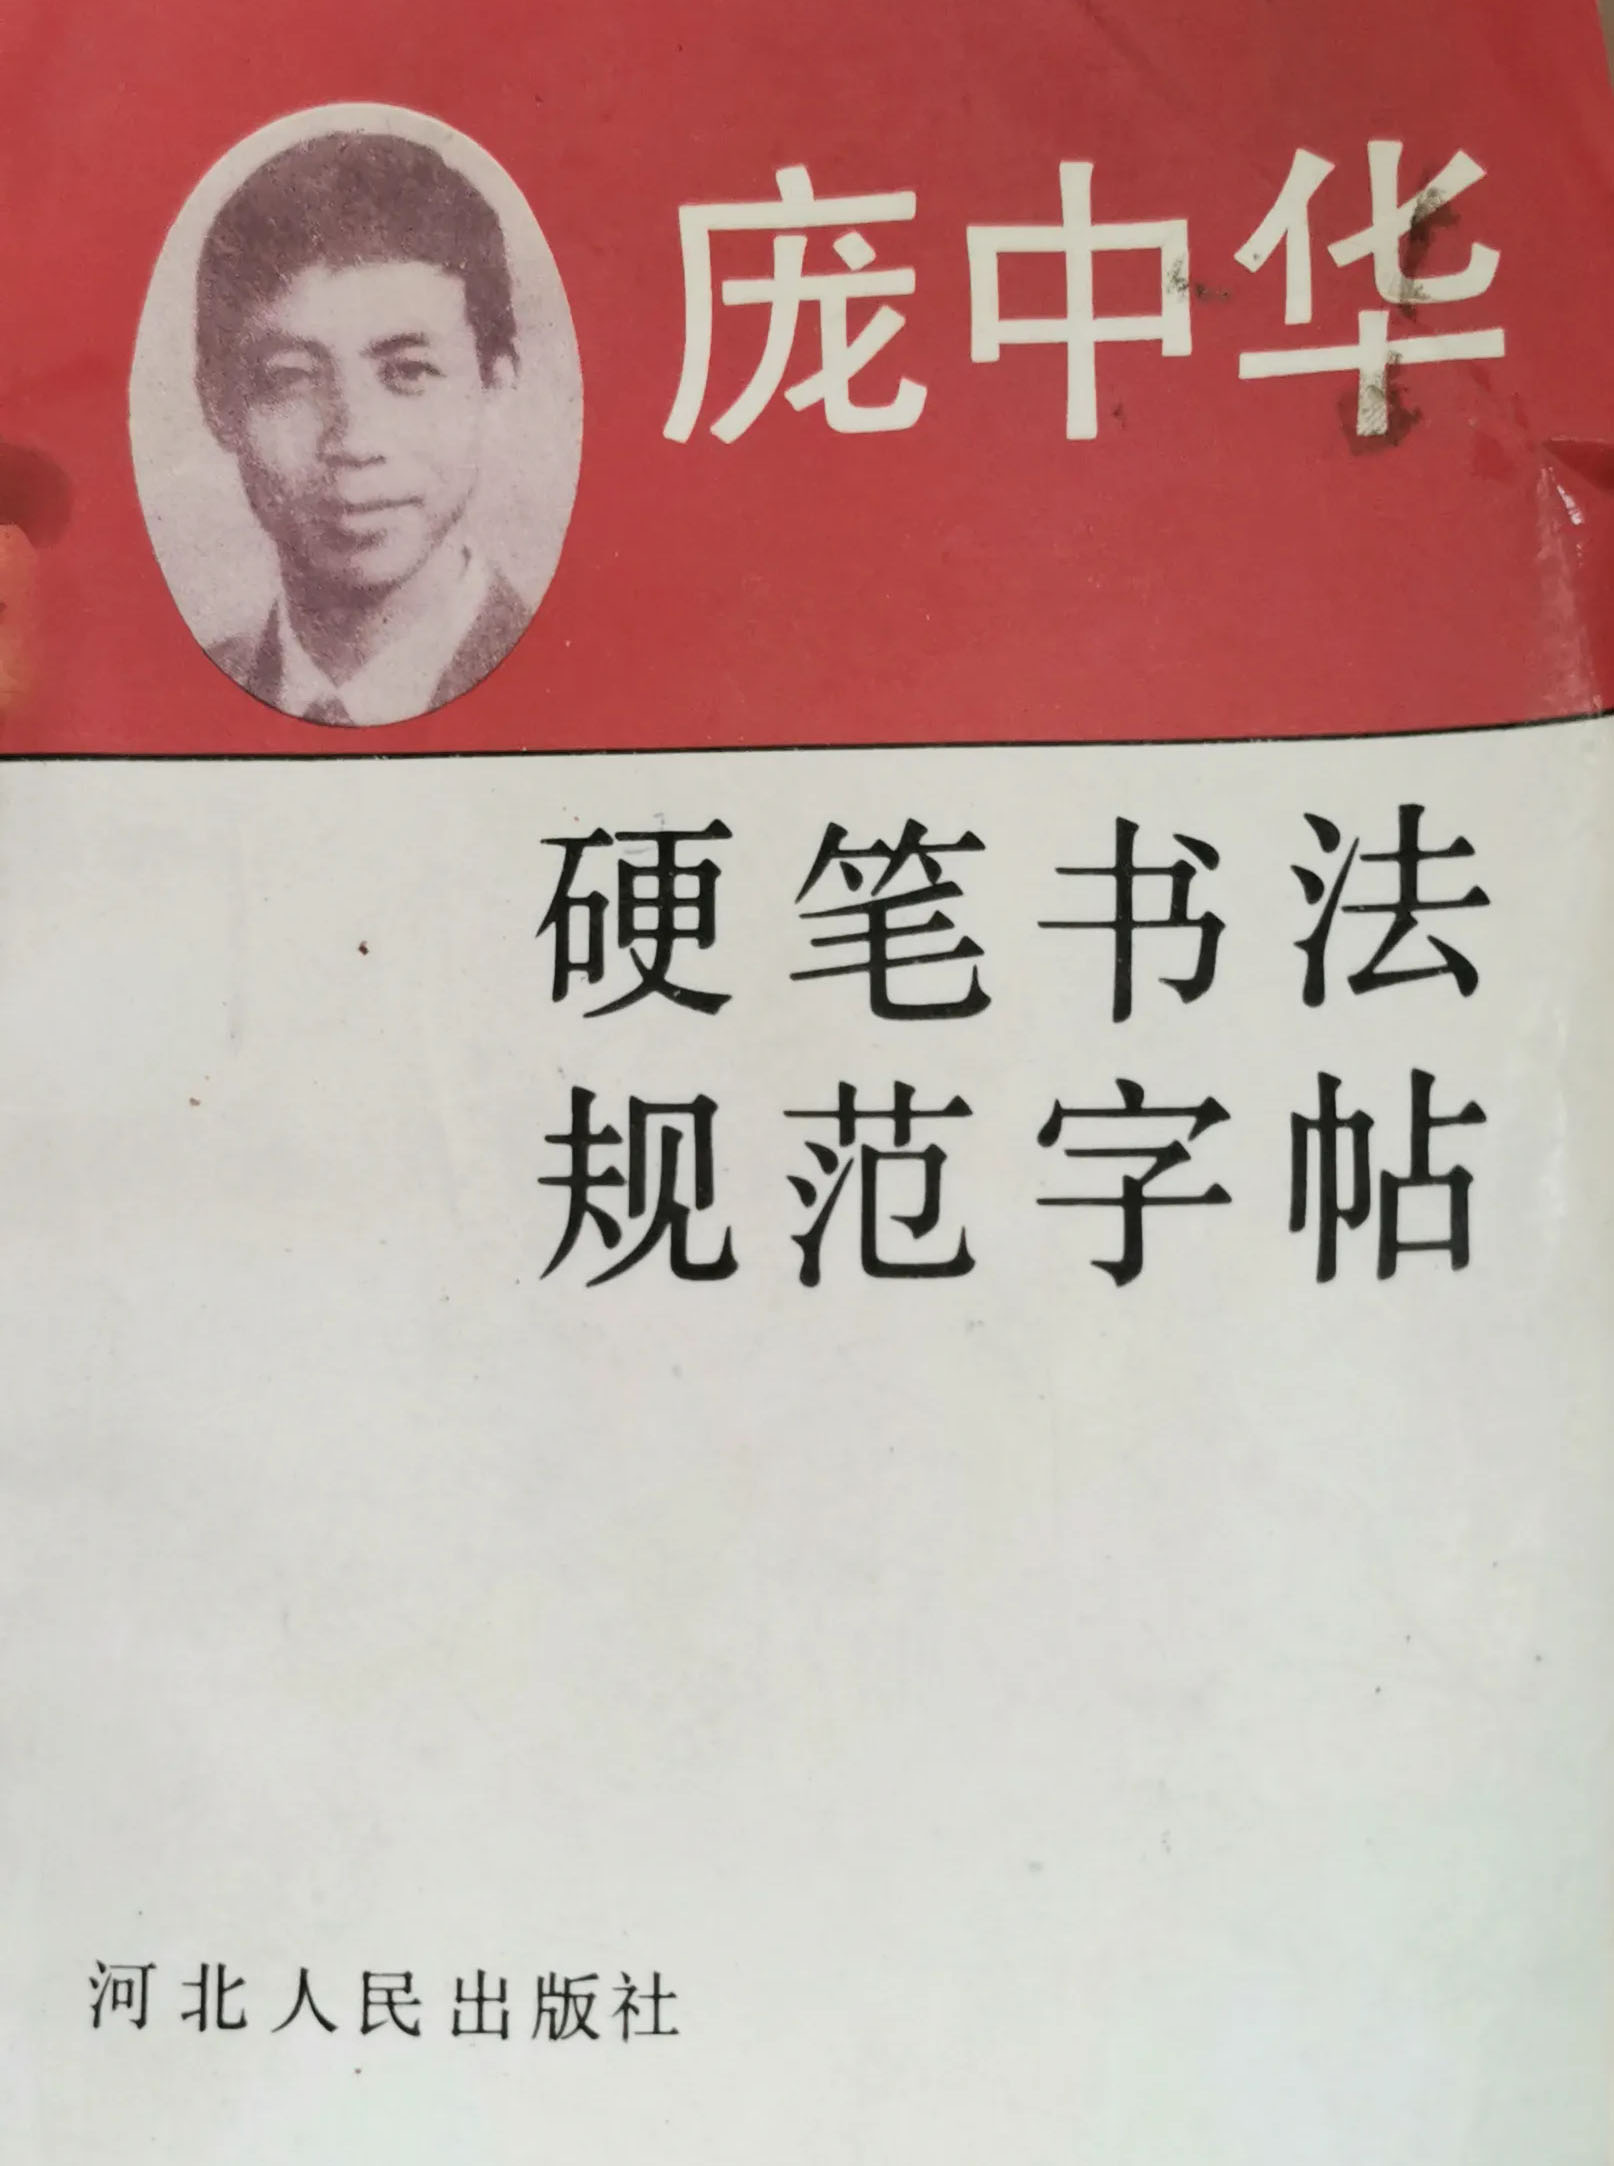 庞中华
硬笔书法
规范字帖
河北人民出版社